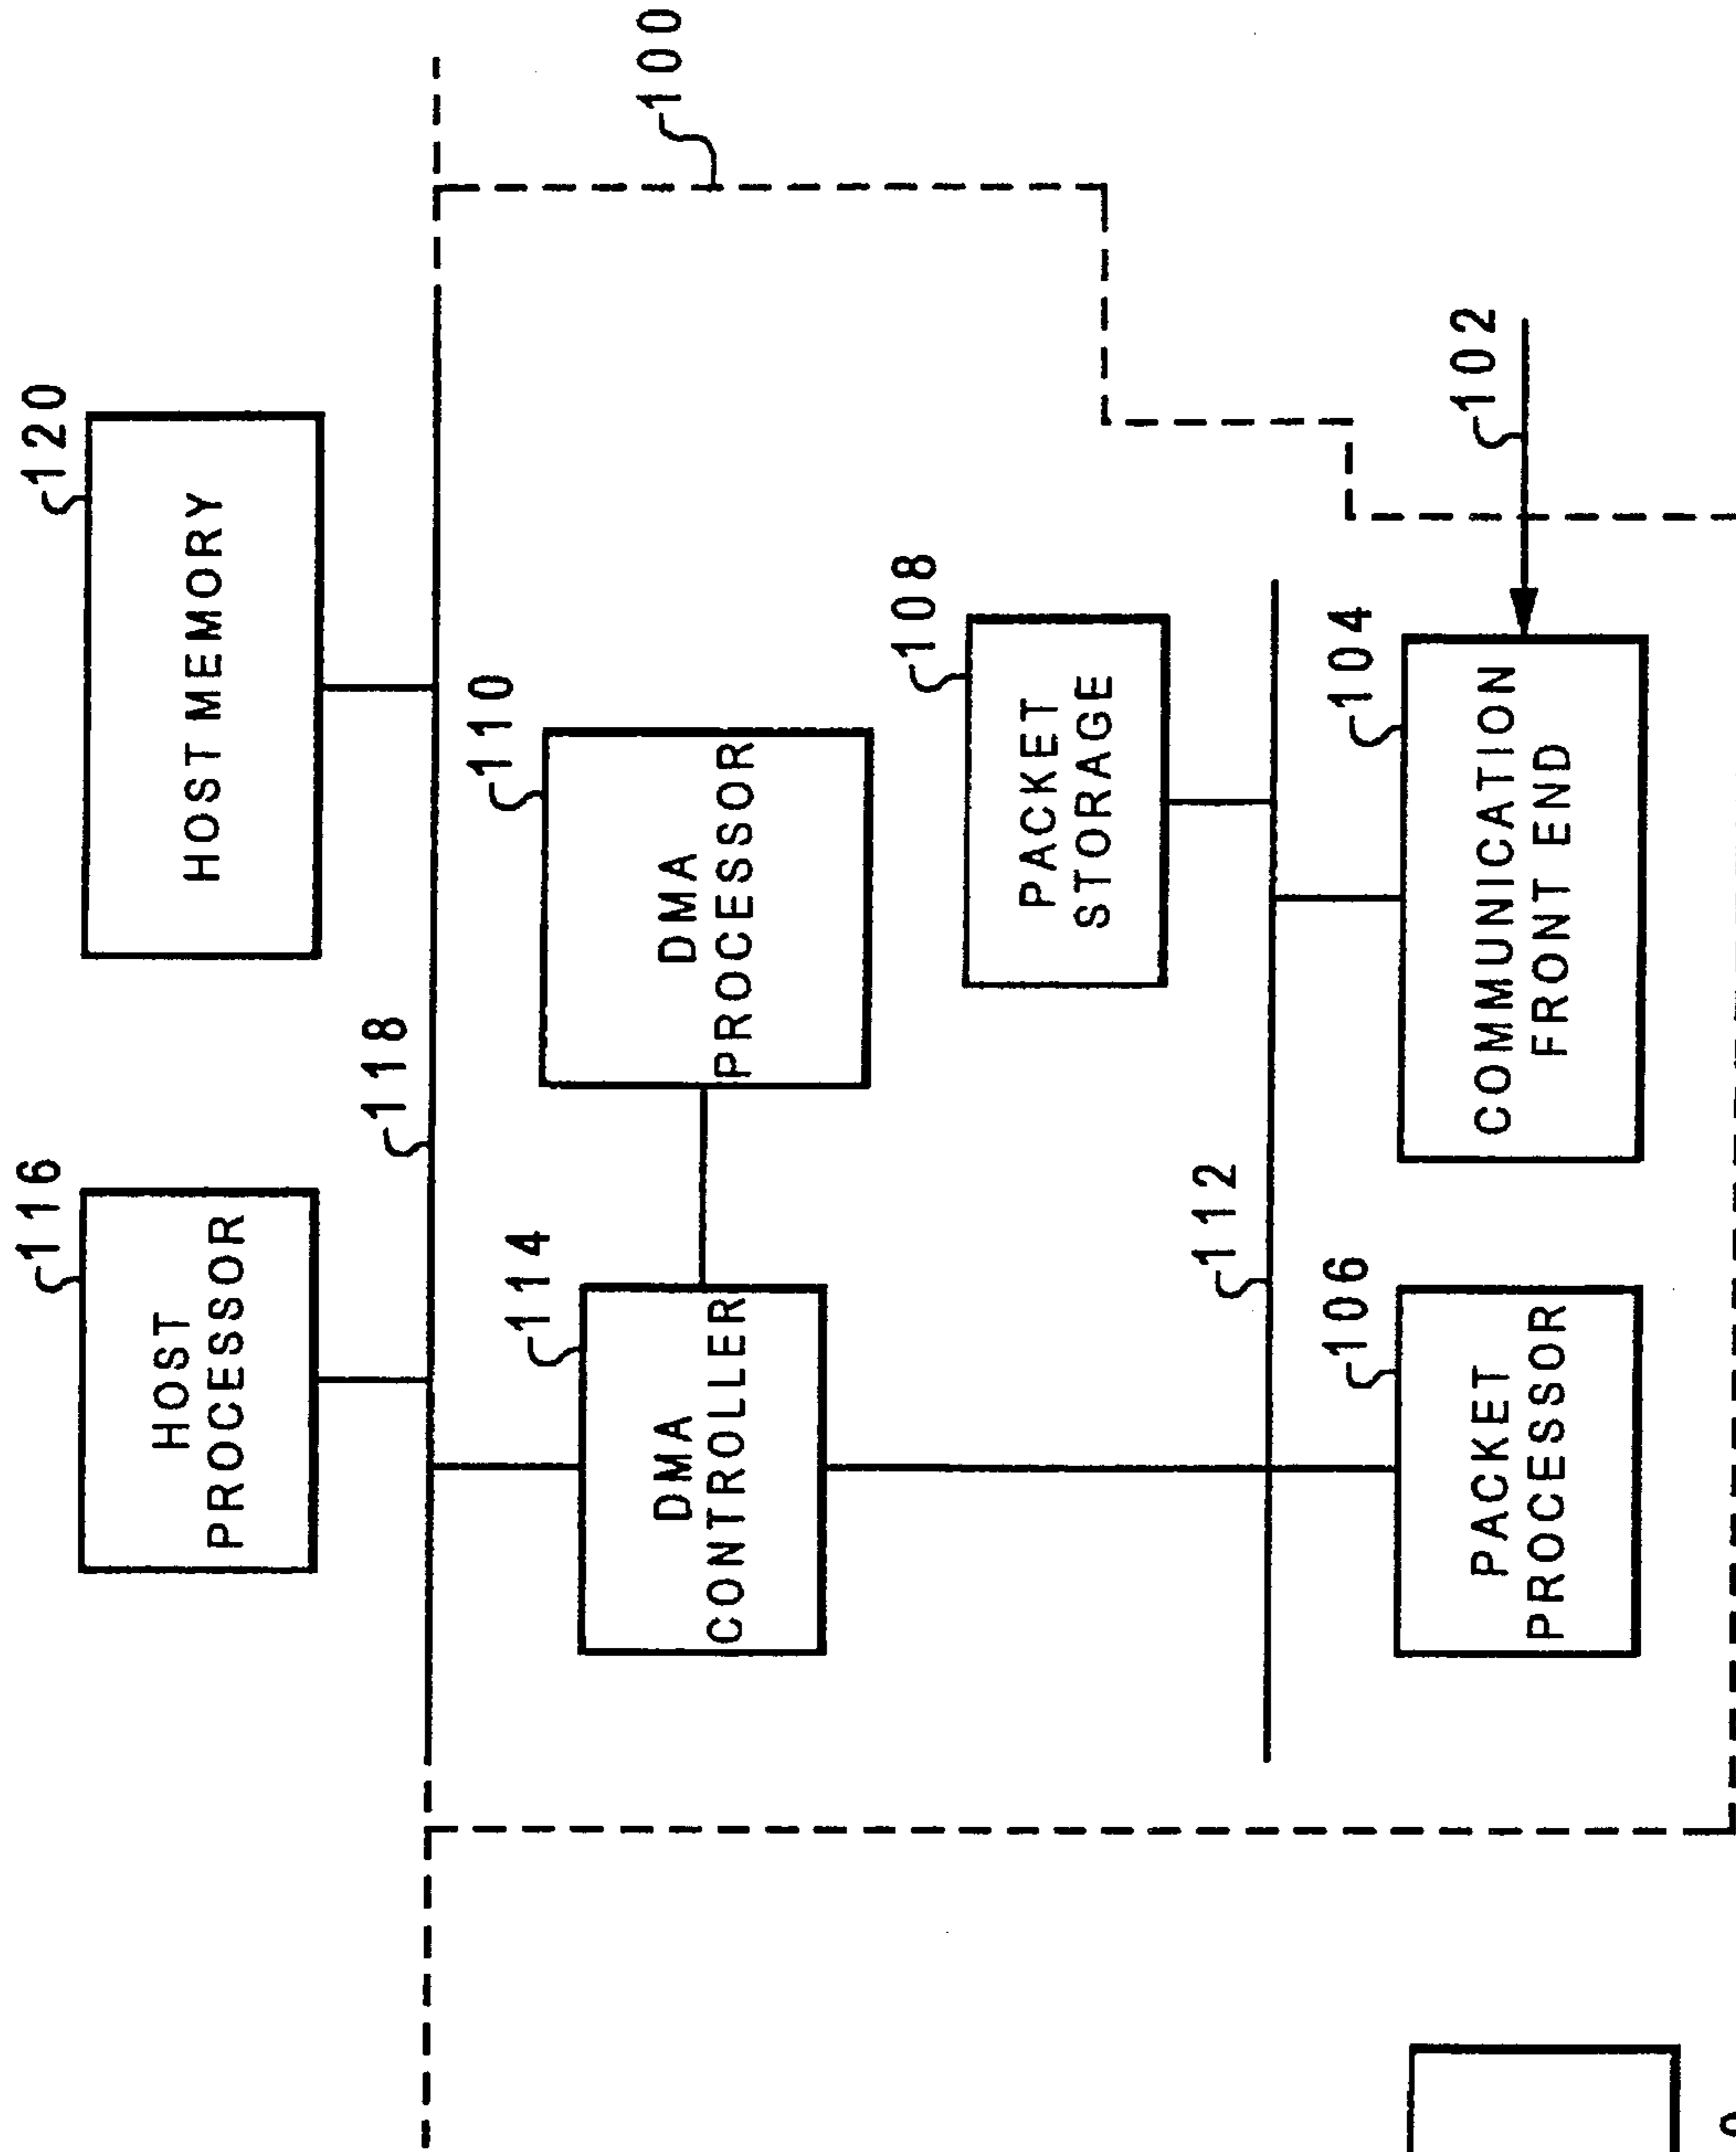 116
HOST
PROCESSOR
120
HOST MEMORY
118
100
114
DMA
CONTROLLER
110
DMA
PROCESSOR
108
PACKET
STORAGE
112
106
PACKET
PROCESSOR
104
COMMUNICATION
FRONT END
102